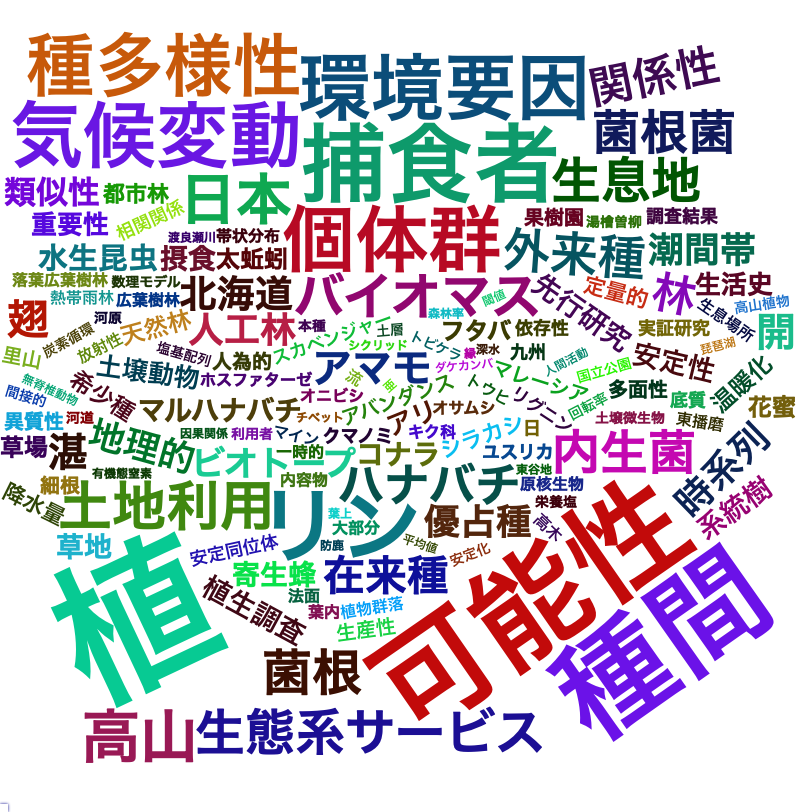 種多様性
環境要因
関係性
気候変動
捕食者
菌根菌
類似性
都市林
日本
生息地
重要性
相関関係
個体群
果樹園
湯檜曽柳
調査結果
渡良瀬川
帯状分布
水生昆虫
摂食
太蚯蚓
外来種
潮間帯
落葉広葉樹林
数理モデル
北海道
バイオマス
閾値
先行研究
定量的
林
生活史
熱帯雨林
広葉樹林
高山植物
翅
河原
天然林
人工林
本種
スカベンジャー
土層
森林率
フタバ
依存性
実証研究
生息場所
開
炭素循環
放射性
塩基配列
人為的
シクリッド
トビケラ
緑
深水
九州
人間活動
安定性
琵琶湖
里山
無脊椎動物
土壌動物
ホスファターゼ
流
アマモ
ダケカンバ
マレーシア
国立公園
温暖化
間接的
希少種
マルハナバチ
オニビシ
チベット
アバンダンス
トウヒ
リグニン
回転率
多面性
底質
花蜜
異質性
河道
アリ
オサムシ
土壌微生物
東播磨
草場
湛
地理的
因果関係
利用者
マイン
クマノミ
キク科
シラカシ
日
有機態窒素
ビオトープ
一時的
コナラ
ユスリカ
内生菌
時系列
細根
内容物
ハナバチ
東谷地
原核生物
降水量
土地利用
リン
葉上
大部分
優占種
栄養塩
高木
系統樹
草地
安定同位体
防鹿
平均値
安定化
植
寄生蜂
在来種
可能性
種間
法面
植生調査
葉内
植物群落
生産性
菌根
高山
生態系サービス